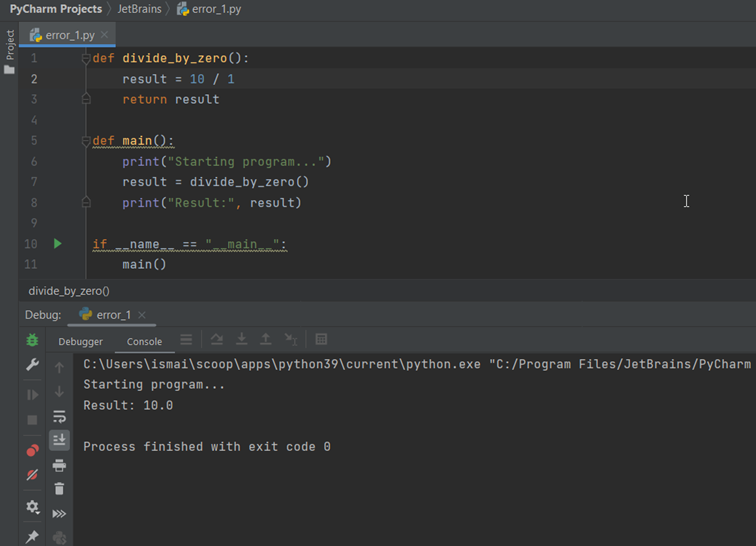 PyCharm Projects JetBrains error_1.py
Project
error_1.py
1 def divide_by_zero():
2 result = 10 / 1
3 return result
4
5 def main():
6 print("Starting program...")
7 result = divide_by_zero()
8 print("Result:", result)
9
10 if __name__ == "__main__":
11 main()
divide_by_zero()
Debug: error_1
Debugger Console
C:\Users\ismai\scoop\apps\python39\current\python.exe "C:/Program Files/JetBrains/PyCharm
Starting program...
Result: 10.0
Process finished with exit code 0